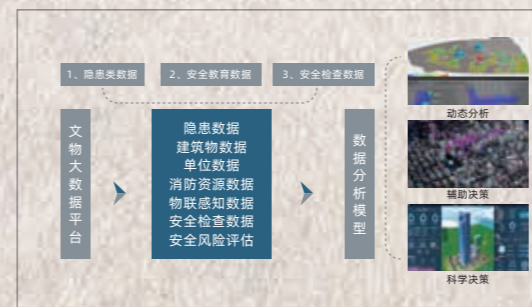 1、隐患类数据
2、安全教育数据
3、安全检查数据
文物大数据平台
隐患数据
建筑物数据
单位数据
消防资源数据
物联感知数据
安全检查数据
安全风险评估
数据分析模型
动态分析
辅助决策
科学决策